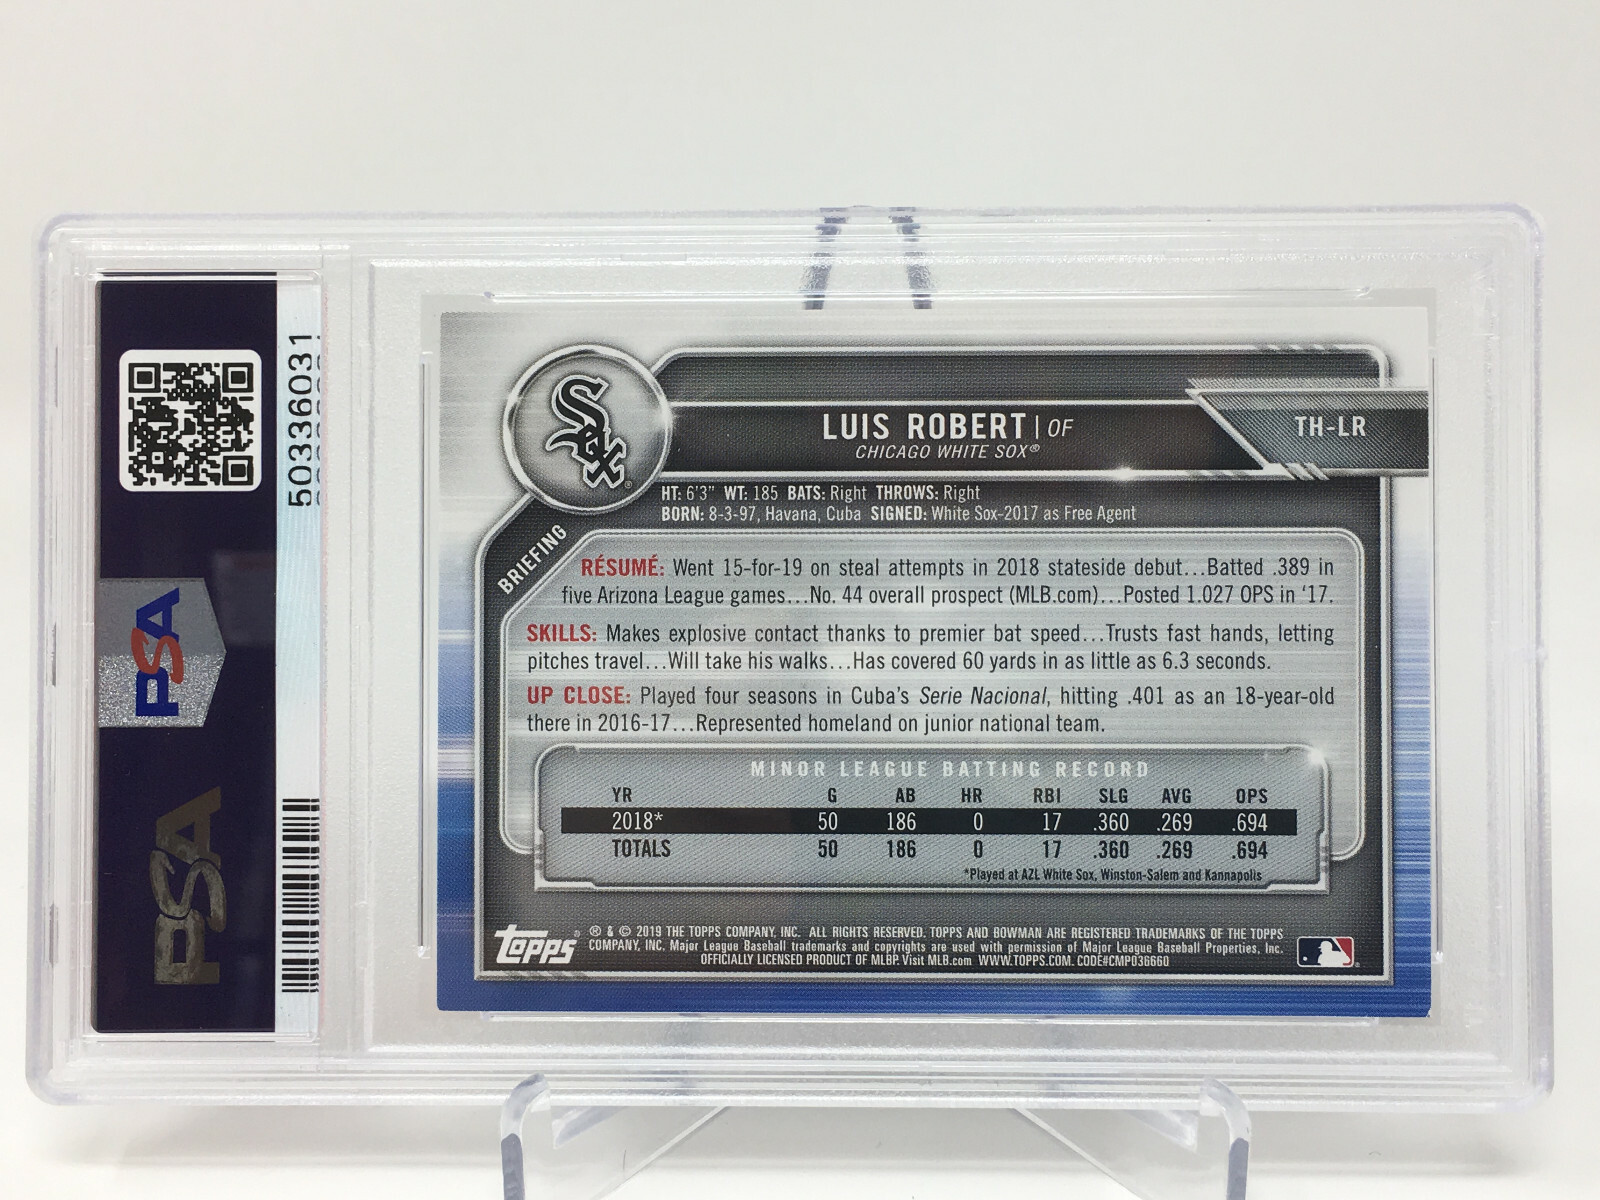 50336031
PSA
PSA
Sox
LUIS ROBERT | OF
CHICAGO WHITE SOX®
TH-LR
HT: 6'3" WT: 185 BATS: Right THROWS: Right
BORN: 8-3-97, Havana, Cuba SIGNED: White Sox-2017 as Free Agent
BRIEFING
RÉSUMÉ: Went 15-for-19 on steal attempts in 2018 stateside debut...Batted .389 in
five Arizona League games...No. 44 overall prospect (MLB.com)...Posted 1.027 OPS in '17.
SKILLS: Makes explosive contact thanks to premier bat speed...Trusts fast hands, letting
pitches travel...Will take his walks...Has covered 60 yards in as little as 6.3 seconds.
UP CLOSE: Played four seasons in Cuba's Serie Nacional, hitting .401 as an 18-year-old
there in 2016-17...Represented homeland on junior national team.
MINOR LEAGUE BATTING RECORD
YR G AB HR RBI SLG AVG OPS
2018* 50 186 0 17 .360 .269 .694
TOTALS 50 186 0 17 .360 .269 .694
*Played at AZL White Sox, Winston-Salem and Kannapolis
topps®
® & © 2019 THE TOPPS COMPANY, INC. ALL RIGHTS RESERVED. TOPPS AND BOWMAN ARE REGISTERED TRADEMARKS OF THE TOPPS
COMPANY, INC. Major League Baseball trademarks and copyrights are used with permission of Major League Baseball Properties, Inc.
OFFICIALLY LICENSED PRODUCT OF MLBP. Visit MLB.com WWW.TOPPS.COM. CODE#CMP036660